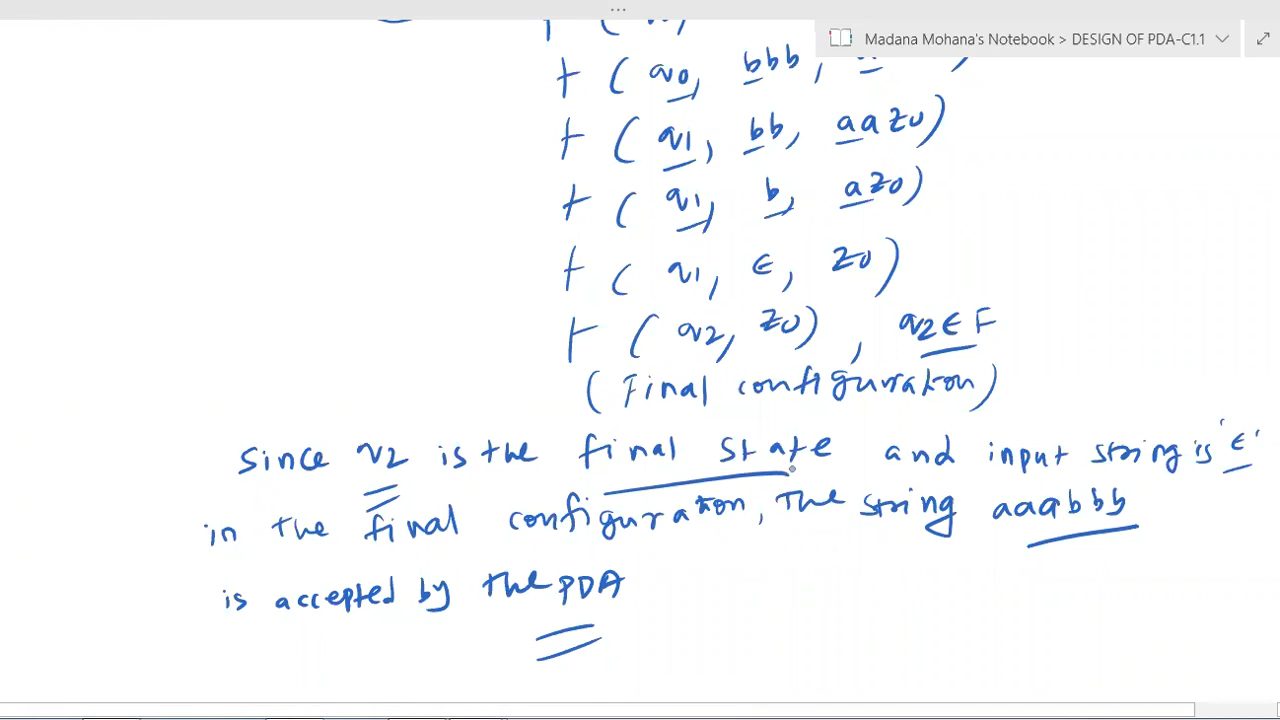 Madana Mohana's Notebook > DESIGN OF PDA-C1.1
⊢ (q0, bbb,
⊢ (q1, bb, aaz0)
⊢ (q1, b, az0)
⊢ (q1, ϵ, z0)
⊢ (q2, z0), q2 ϵ F
(Final configuration)
Since q2 is the final state and input string is 'ϵ'
in the final configuration, The string aaabbb
is accepted by the PDA